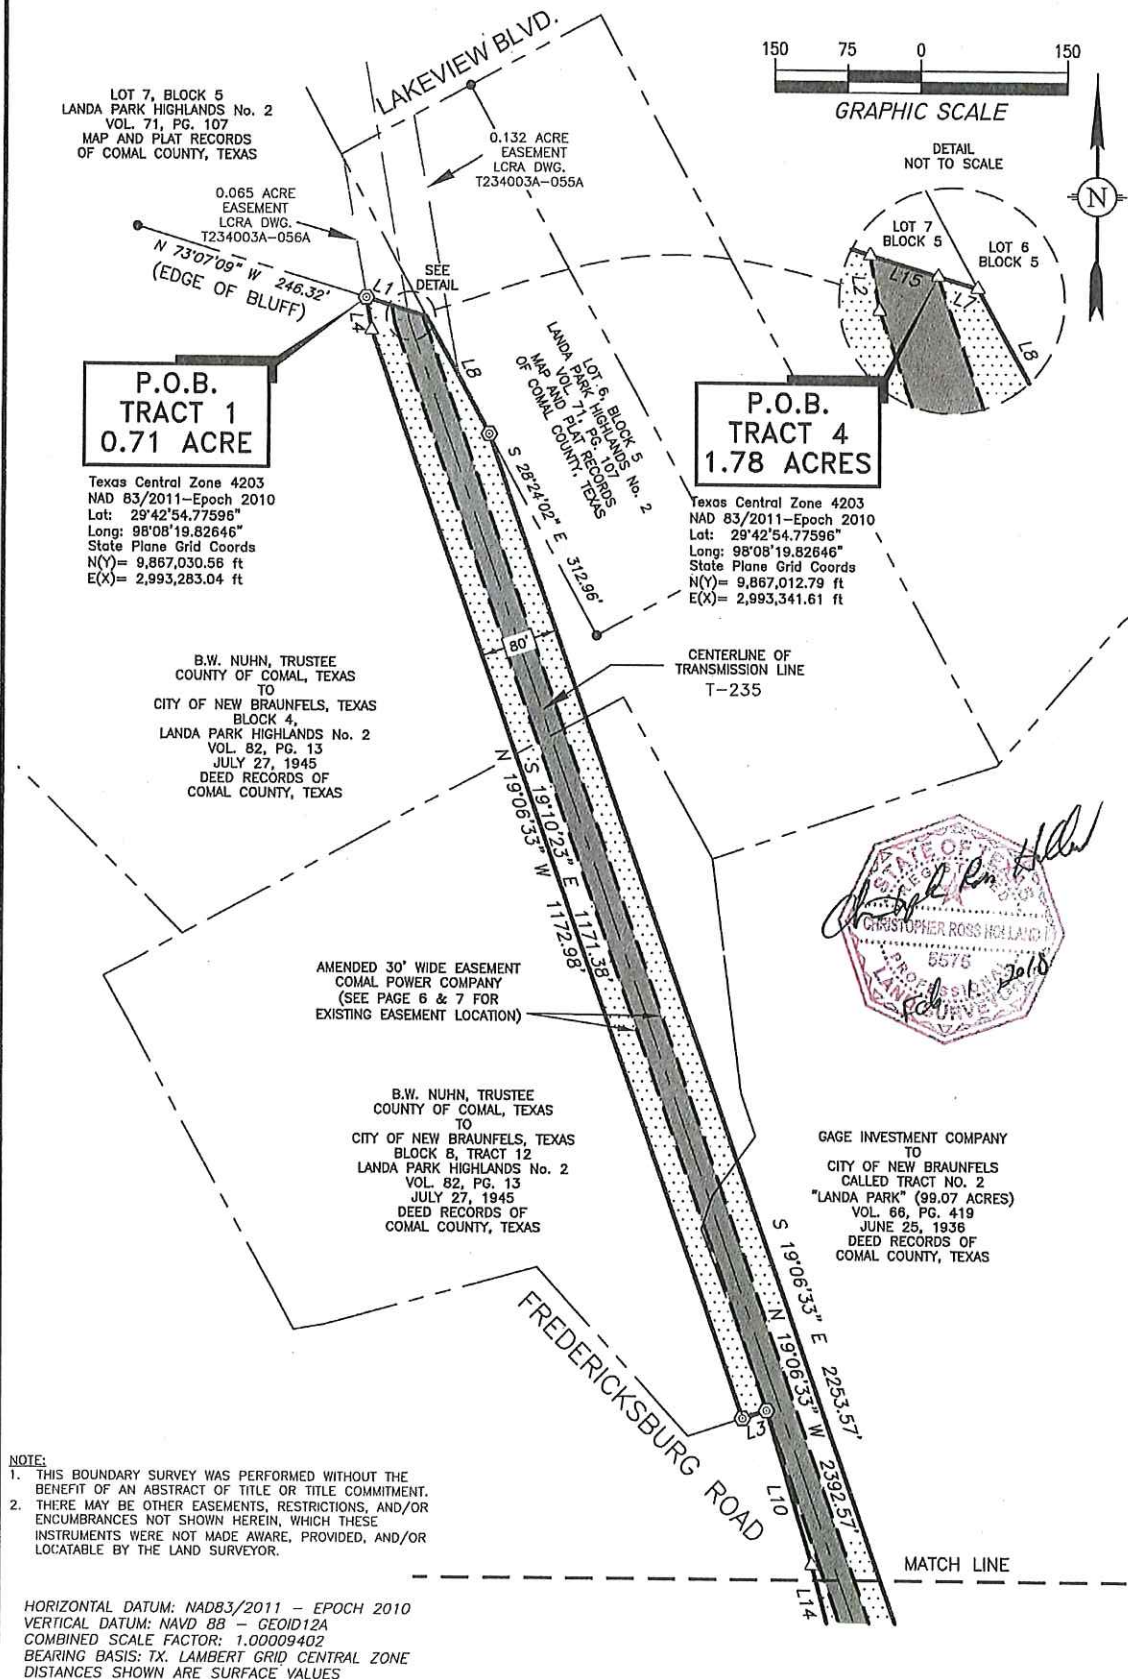 LAKEVIEW BLVD.
150 75 0 150
GRAPHIC SCALE
LOT 7, BLOCK 5
LANDA PARK HIGHLANDS No. 2
VOL. 71, PG. 107
MAP AND PLAT RECORDS
OF COMAL COUNTY, TEXAS
0.132 ACRE
EASEMENT
LCRA DWG.
T234003A-055A
DETAIL
NOT TO SCALE
N
0.065 ACRE
EASEMENT
LCRA DWG.
T234003A-056A
LOT 7
BLOCK 5
LOT 6
BLOCK 5
L2
L15
L7
L8
N 73°07'09" W 246.32'
(EDGE OF BLUFF)
L1
SEE
DETAIL
L4
L8
LOT 6, BLOCK 5
LANDA PARK HIGHLANDS No. 2
VOL. 71, PG. 107
MAP AND PLAT RECORDS
OF COMAL COUNTY, TEXAS
P.O.B.
TRACT 1
0.71 ACRE
Texas Central Zone 4203
NAD 83/2011-Epoch 2010
Lat: 29°42'54.77596"
Long: 98°08'19.82646"
State Plane Grid Coords
N(Y)= 9,867,030.56 ft
E(X)= 2,993,283.04 ft
P.O.B.
TRACT 4
1.78 ACRES
Texas Central Zone 4203
NAD 83/2011-Epoch 2010
Lat: 29°42'54.77596"
Long: 98°08'19.82646"
State Plane Grid Coords
N(Y)= 9,867,012.79 ft
E(X)= 2,993,341.61 ft
S 28°24'02" E 312.96'
80'
B.W. NUHN, TRUSTEE
COUNTY OF COMAL, TEXAS
TO
CITY OF NEW BRAUNFELS, TEXAS
BLOCK 4,
LANDA PARK HIGHLANDS No. 2
VOL. 82, PG. 13
JULY 27, 1945
DEED RECORDS OF
COMAL COUNTY, TEXAS
CENTERLINE OF
TRANSMISSION LINE
T-235
S 19°10'23" E 1171.38'
N 19°06'33" W 1172.98'
STATE OF TEXAS
REGISTERED
CHRISTOPHER ROSS HOLLAND
5575
PROFESSIONAL
LAND SURVEYOR
Christopher Ross Holland
Feb 1, 2018
AMENDED 30' WIDE EASEMENT
COMAL POWER COMPANY
(SEE PAGE 6 & 7 FOR
EXISTING EASEMENT LOCATION)
B.W. NUHN, TRUSTEE
COUNTY OF COMAL, TEXAS
TO
CITY OF NEW BRAUNFELS, TEXAS
BLOCK 8, TRACT 12
LANDA PARK HIGHLANDS No. 2
VOL. 82, PG. 13
JULY 27, 1945
DEED RECORDS OF
COMAL COUNTY, TEXAS
GAGE INVESTMENT COMPANY
TO
CITY OF NEW BRAUNFELS
CALLED TRACT NO. 2
"LANDA PARK" (99.07 ACRES)
VOL. 66, PG. 419
JUNE 25, 1936
DEED RECORDS OF
COMAL COUNTY, TEXAS
S 19°06'33" E 2253.57'
N 19°06'33" W 2392.57'
FREDERICKSBURG ROAD
L3
L10
L14
MATCH LINE
NOTE:
1. THIS BOUNDARY SURVEY WAS PERFORMED WITHOUT THE
BENEFIT OF AN ABSTRACT OF TITLE OR TITLE COMMITMENT.
2. THERE MAY BE OTHER EASEMENTS, RESTRICTIONS, AND/OR
ENCUMBRANCES NOT SHOWN HEREIN, WHICH THESE
INSTRUMENTS WERE NOT MADE AWARE, PROVIDED, AND/OR
LOCATABLE BY THE LAND SURVEYOR.
HORIZONTAL DATUM: NAD83/2011 - EPOCH 2010
VERTICAL DATUM: NAVD 88 - GEOID12A
COMBINED SCALE FACTOR: 1.00009402
BEARING BASIS: TX. LAMBERT GRID CENTRAL ZONE
DISTANCES SHOWN ARE SURFACE VALUES